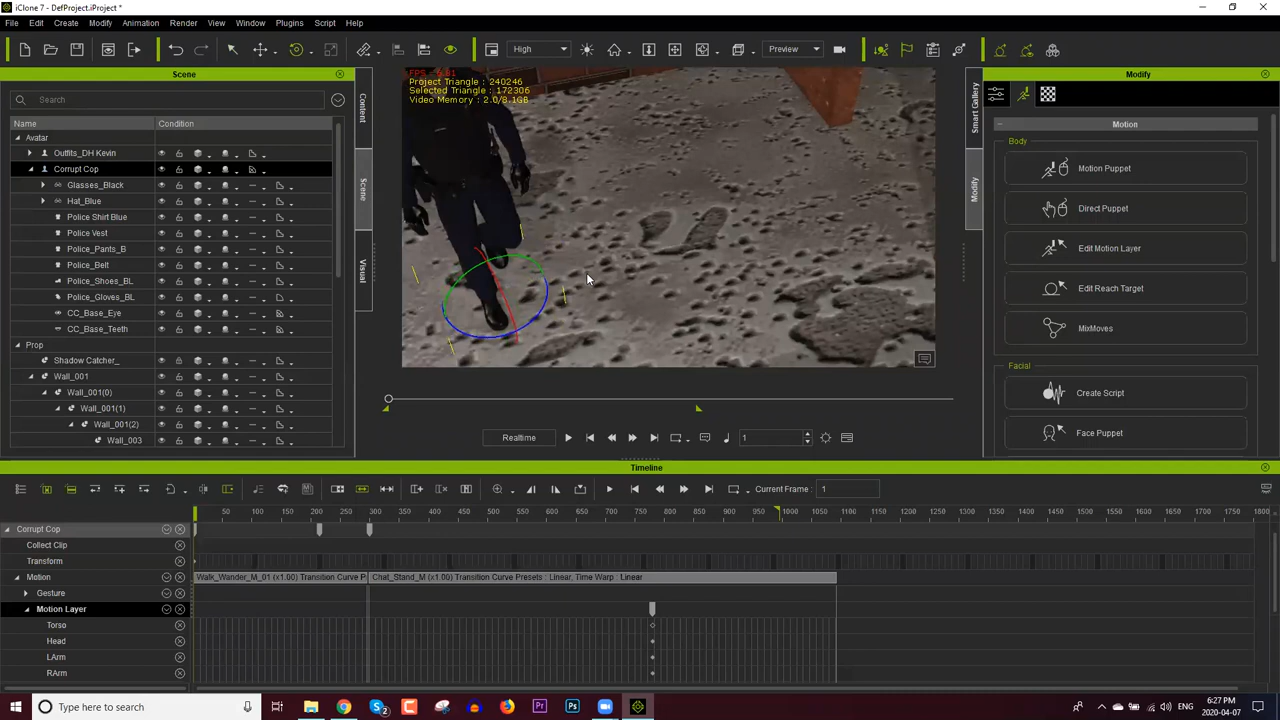 iClone 7 - DefProject.iProject *
File Edit Create Modify Animation Render View Window Plugins Script Help
High
Preview
Scene
Search
Name Condition
Avatar
Outfits_DH Kevin
Corrupt Cop
Glasses_Black
Hat_Blue
Police Shirt Blue
Police Vest
Police_Pants_B
Police_Belt
Police_Shoes_BL
Police_Gloves_BL
CC_Base_Eye
CC_Base_Teeth
Prop
Shadow Catcher_
Wall_001
Wall_001(0)
Wall_001(1)
Wall_001(2)
Wall_003
Content
Scene
Visual
Project Triangle : 240246
Selected Triangle : 172306
Video Memory : 2.0/8.1GB
Smart Gallery
Modify
Modify
Motion
Body
Motion Puppet
Direct Puppet
Edit Motion Layer
Edit Reach Target
MixMoves
Facial
Create Script
Face Puppet
Realtime
1
Timeline
Current Frame : 1
50 100 150 200 250 300 350 400 450 500 550 600 650 700 750 800 850 900 950 1000 1050 1100 1150 1200 1250 1300 1350 1400 1450 1500 1550 1600 1650 1700 1750 1800
Corrupt Cop
Collect Clip
Transform
Motion
Walk_Wander_M_01 (x1.00) Transition Curve P
Chat_Stand_M (x1.00) Transition Curve Presets : Linear, Time Warp : Linear
Gesture
Motion Layer
Torso
Head
LArm
RArm
Type here to search
6:27 PM
2020-04-07